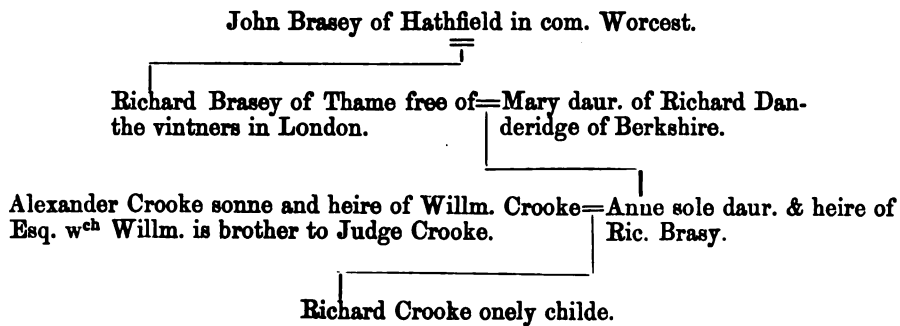 John Brasey of Hathfield in com. Worcest.
Richard Brasey of Thame free of=Mary daur. of Richard Dan-
the vintners in London. deridge of Berkshire.
Alexander Crooke sonne and heire of Willm. Crooke=Anne sole daur. & heire of
Esq. wch Willm. is brother to Judge Crooke. Ric. Brasy.
Richard Crooke onely childe.